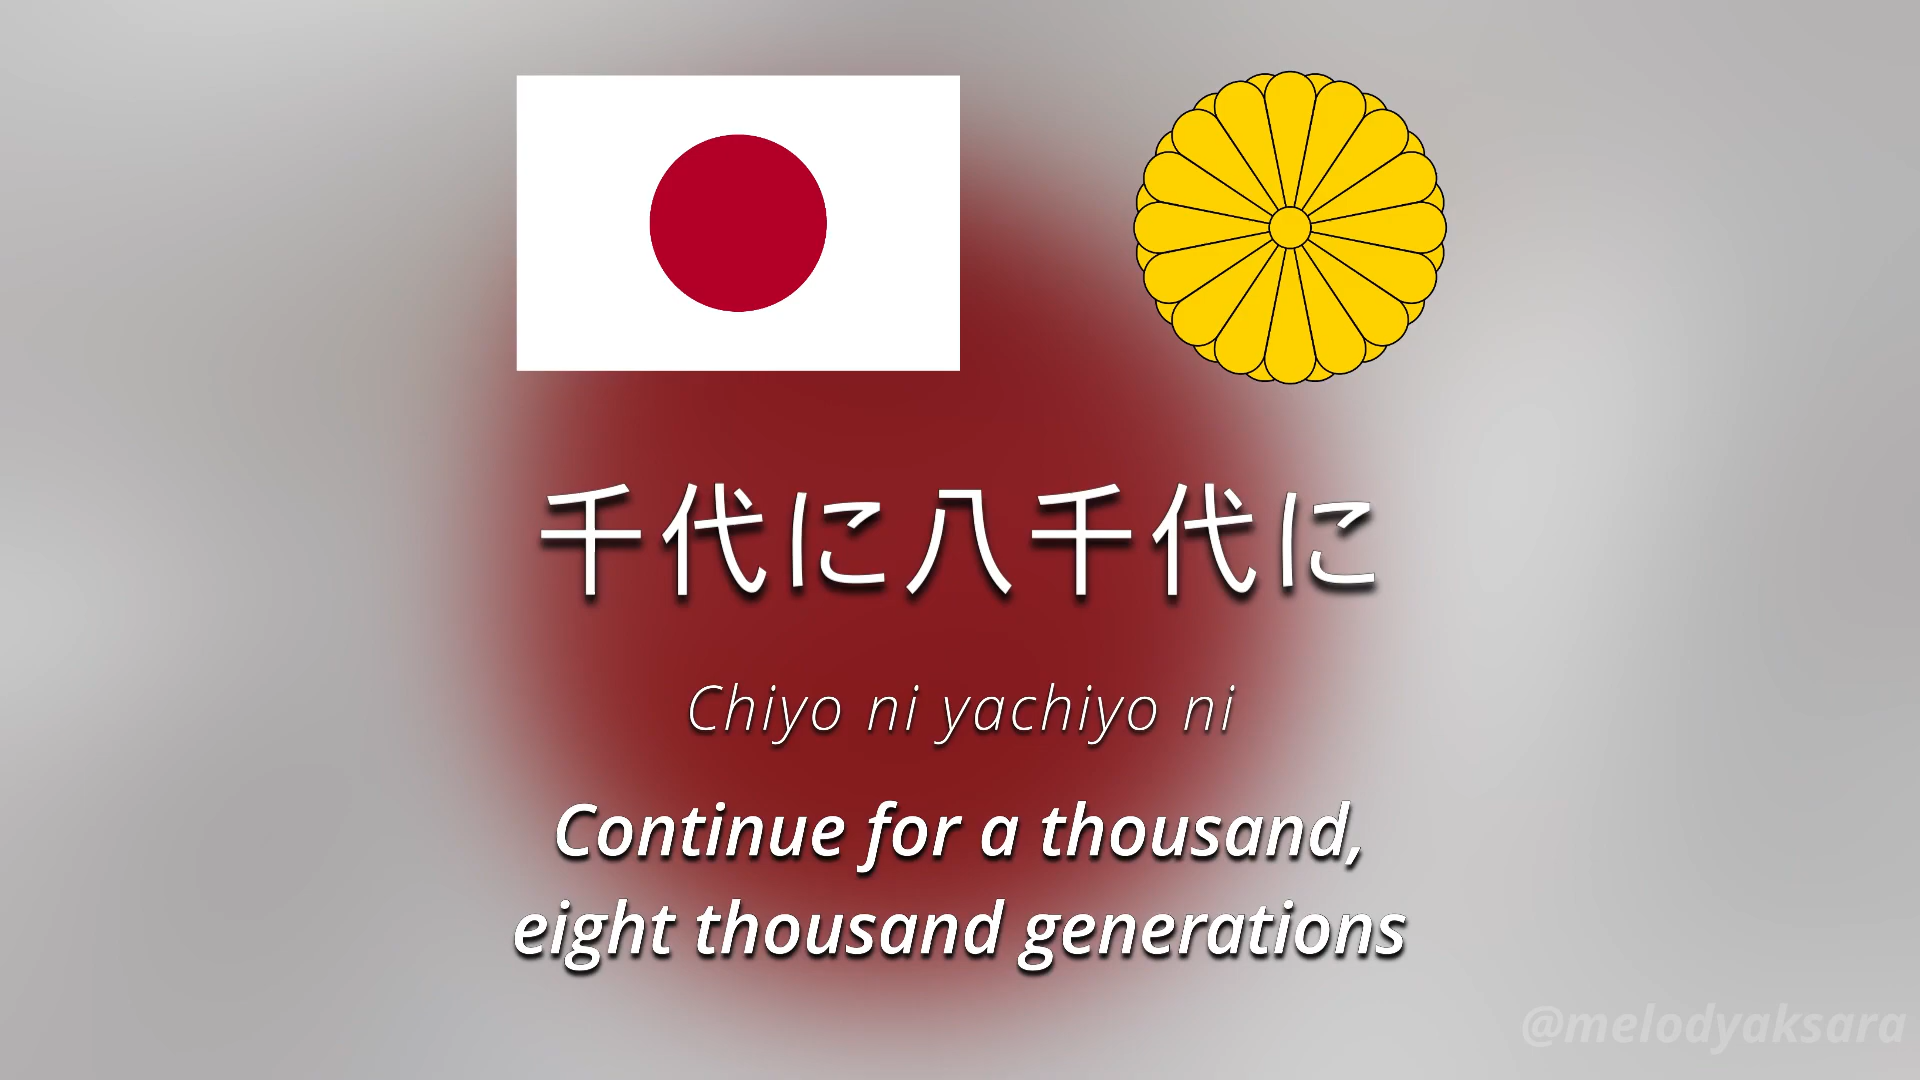 千代に八千代に
Chiyo ni yachiyo ni
Continue for a thousand,
eight thousand generations
@melodyaksara